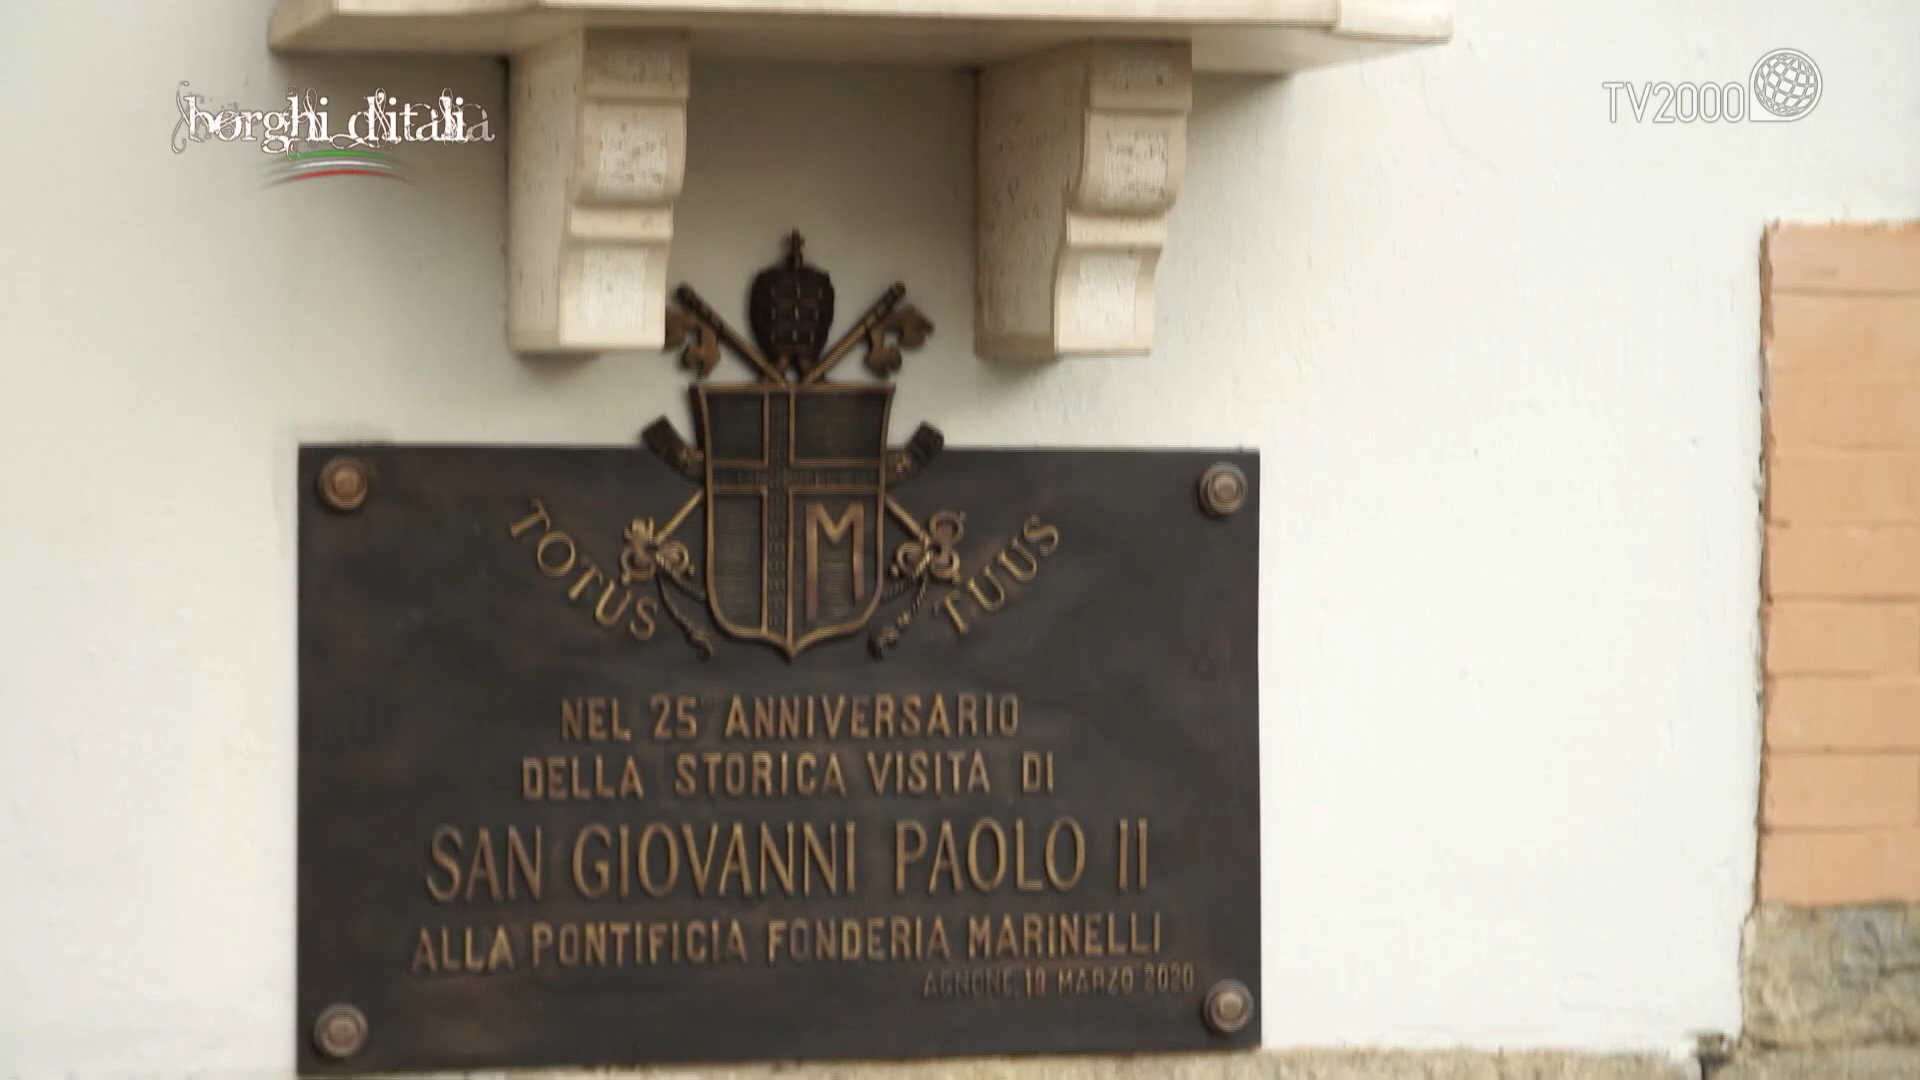 borghi d'italia
TV2000
TOTUS TUUS
M
NEL 25° ANNIVERSARIO
DELLA STORICA VISITA DI
SAN GIOVANNI PAOLO II
ALLA PONTIFICIA FONDERIA MARINELLI
AGNONE, 19 MARZO 2020